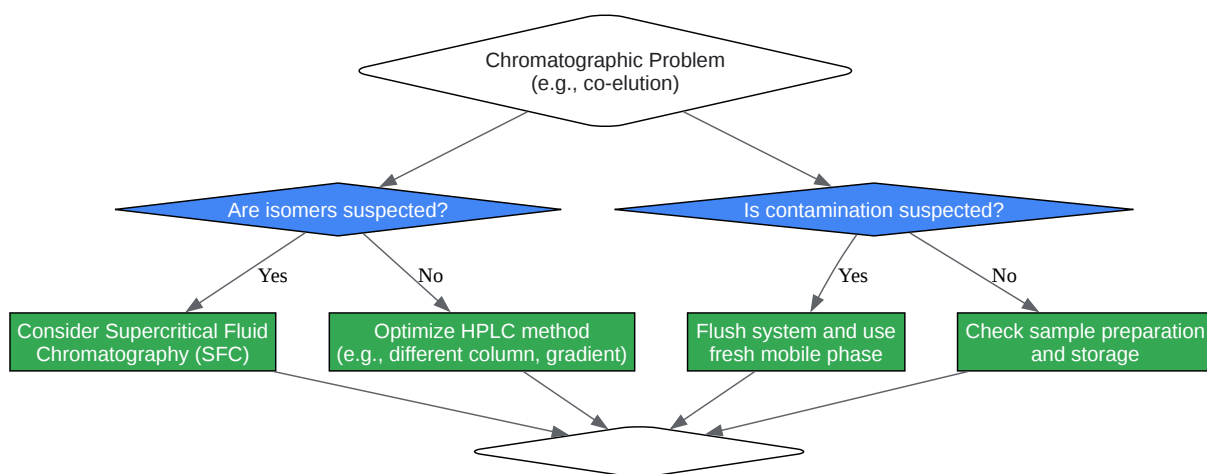 Chromatographic Problem
(e.g., co-elution)
Are isomers suspected?
Is contamination suspected?
Yes
No
Yes
No
Consider Supercritical Fluid
Chromatography (SFC)
Optimize HPLC method
(e.g., different column, gradient)
Flush system and use
fresh mobile phase
Check sample preparation
and storage